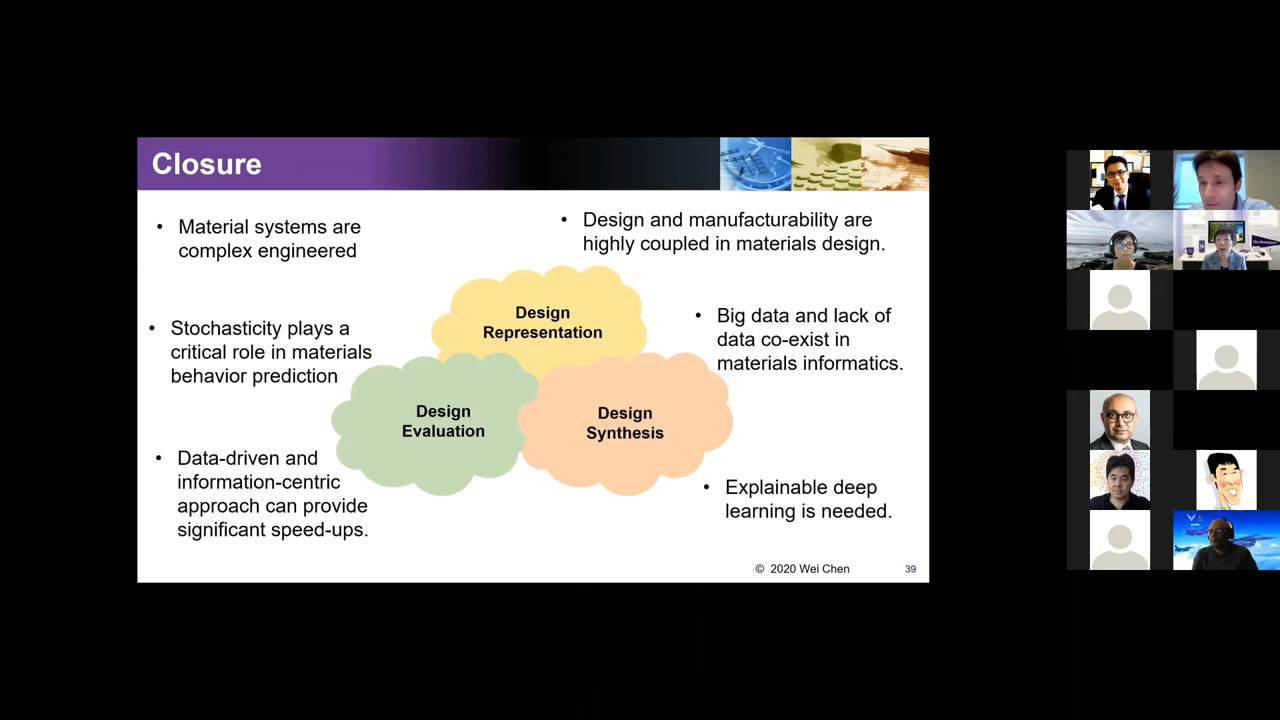 Closure
• Material systems are
complex engineered
• Stochasticity plays a
critical role in materials
behavior prediction
• Data-driven and
information-centric
approach can provide
significant speed-ups.
Design
Representation
Design
Evaluation
Design
Synthesis
• Design and manufacturability are
highly coupled in materials design.
• Big data and lack of
data co-exist in
materials informatics.
• Explainable deep
learning is needed.
© 2020 Wei Chen
39
Northwestern